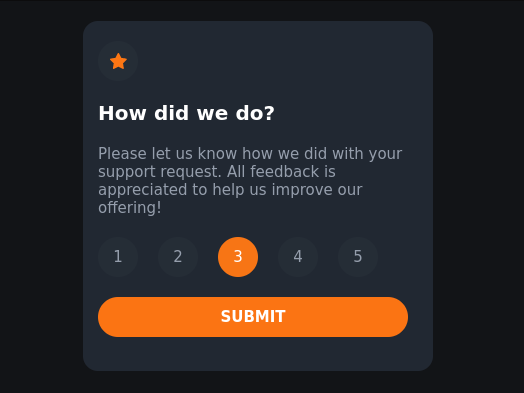 How did we do?
Please let us know how we did with your
support request. All feedback is
appreciated to help us improve our
offering!
1 2 3 4 5
SUBMIT